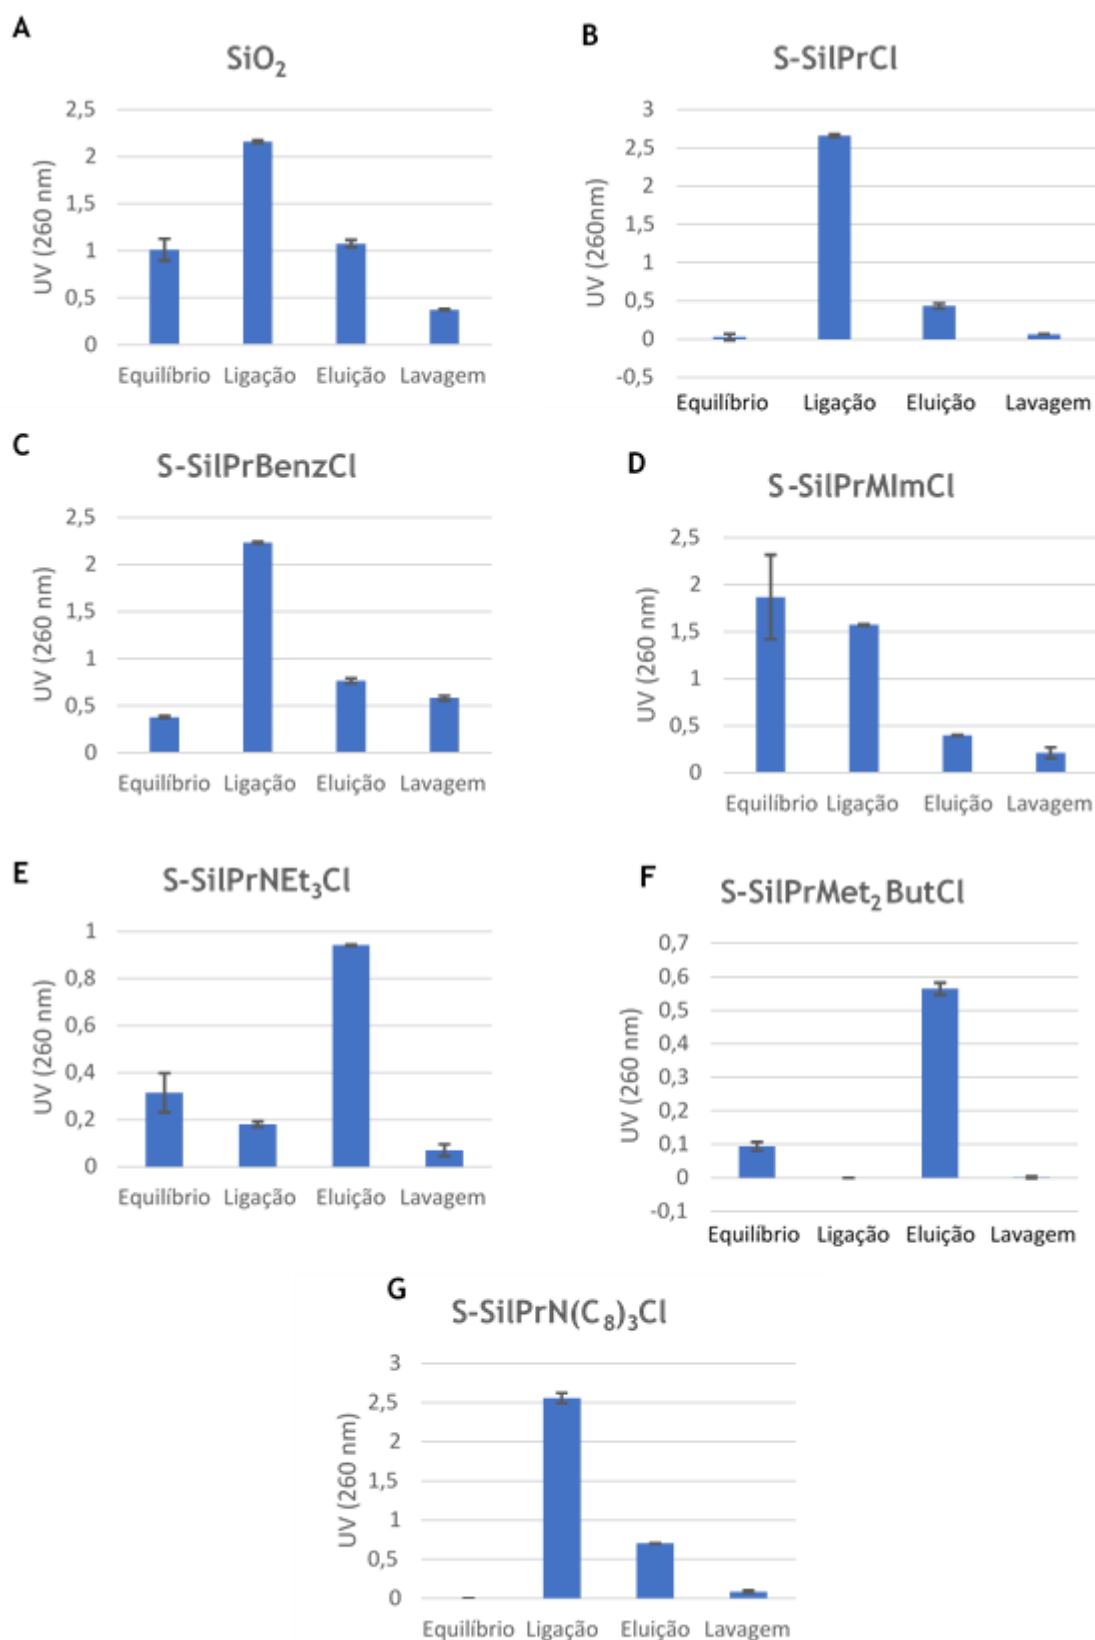 A
SiO₂
2,5
2
1,5
1
0,5
0
UV (260 nm)
Equilíbrio Ligação Eluição Lavagem
B
S-SilPrCl
3
2,5
2
1,5
1
0,5
0
-0,5
UV (260nm)
Equilíbrio Ligação Eluição Lavagem
C
S-SilPrBenzCl
2,5
2
1,5
1
0,5
0
UV (260 nm)
Equilíbrio Ligação Eluição Lavagem
D
S-SilPrMImCl
2,5
2
1,5
1
0,5
0
UV (260 nm)
Equilíbrio Ligação Eluição Lavagem
E
S-SilPrNEt₃Cl
1
0,8
0,6
0,4
0,2
0
UV (260 nm)
Equilíbrio Ligação Eluição Lavagem
F
S-SilPrMet₂ButCl
0,7
0,6
0,5
0,4
0,3
0,2
0,1
0
-0,1
UV (260 nm)
Equilíbrio Ligação Eluição Lavagem
G
S-SilPrN(C₈)₃Cl
3
2,5
2
1,5
1
0,5
0
UV (260 nm)
Equilíbrio Ligação Eluição Lavagem